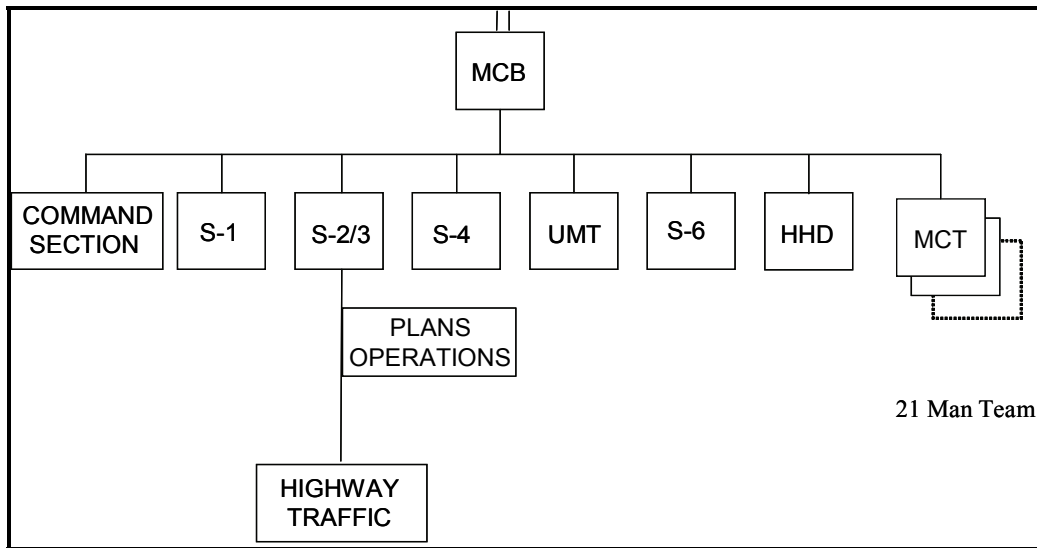 MCB
COMMAND
SECTION
S-1
S-2/3
S-4
UMT
S-6
HHD
MCT
PLANS
OPERATIONS
21 Man Team
HIGHWAY
TRAFFIC